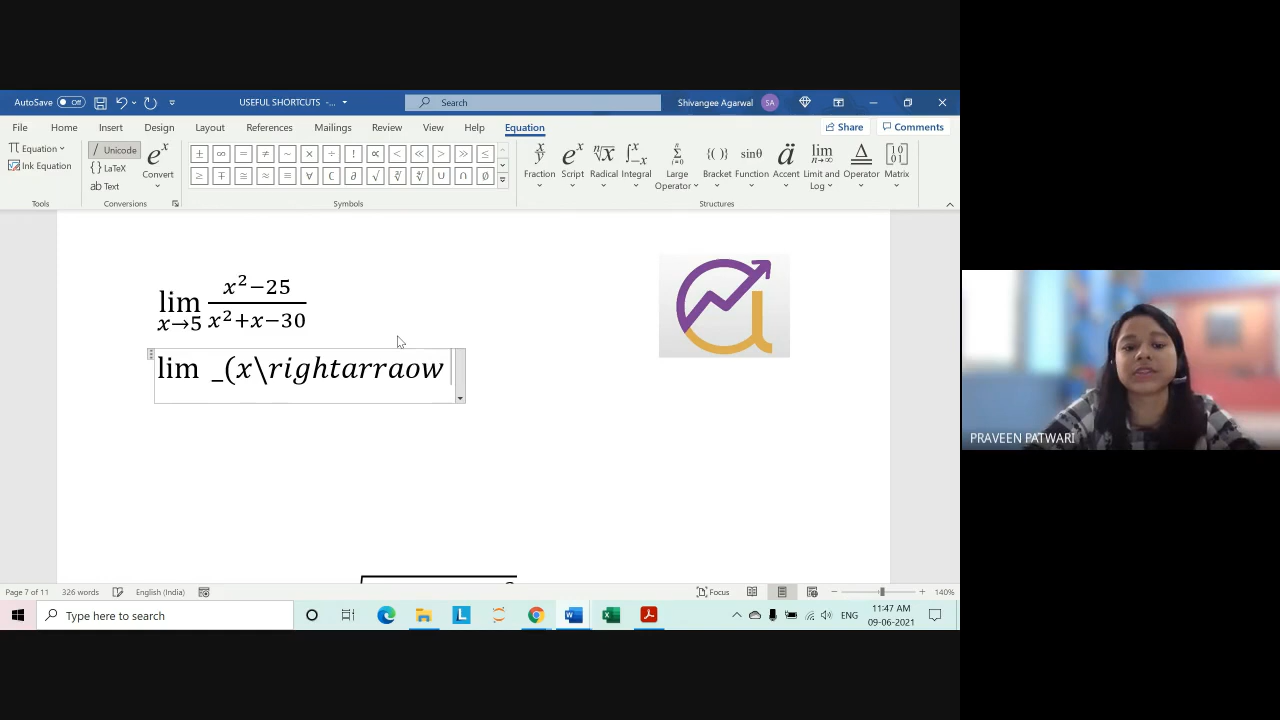 AutoSave Off USEFUL SHORTCUTS -... Search Shivangee Agarwal SA
File Home Insert Design Layout References Mailings Review View Help Equation Share Comments
Equation Unicode
Ink Equation LaTeX
ab Text
Convert
Fraction Script Radical Integral Large Operator Bracket Function Accent Limit and Log Operator Matrix
Tools Conversions Symbols Structures
lim x→5 x²−25 / x²+x−30
lim _(x\rightarraow
PRAVEEN PATWARI
Page 7 of 11 326 words English (India) Focus 140%
Type here to search ENG 11:47 AM
09-06-2021